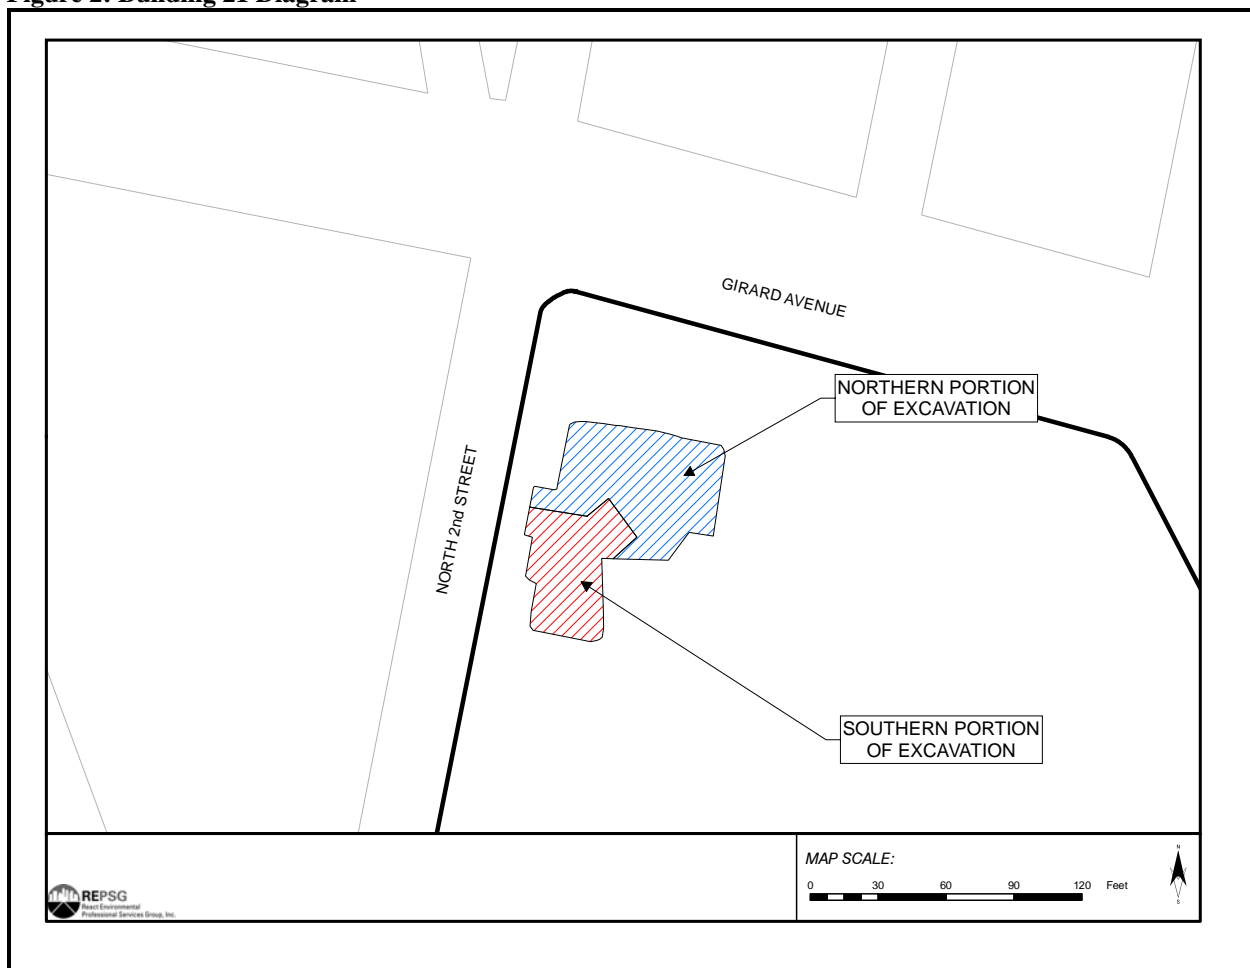 Figure 2: Building 21 Diagram
GIRARD AVENUE
NORTHERN PORTION
OF EXCAVATION
NORTH 2nd STREET
SOUTHERN PORTION
OF EXCAVATION
MAP SCALE:
0 30 60 90 120 Feet
N
S
REPSG
React Environmental
Professional Services Group, Inc.